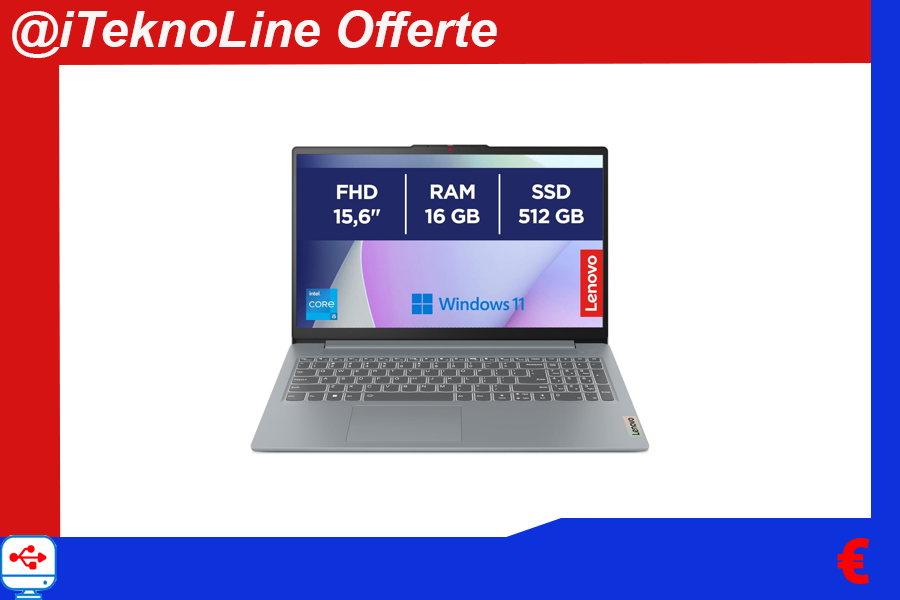 @iTeknoLine Offerte
FHD
15,6"
RAM
16 GB
SSD
512 GB
Lenovo
intel
CORE
i5
Windows 11
Lenovo
€